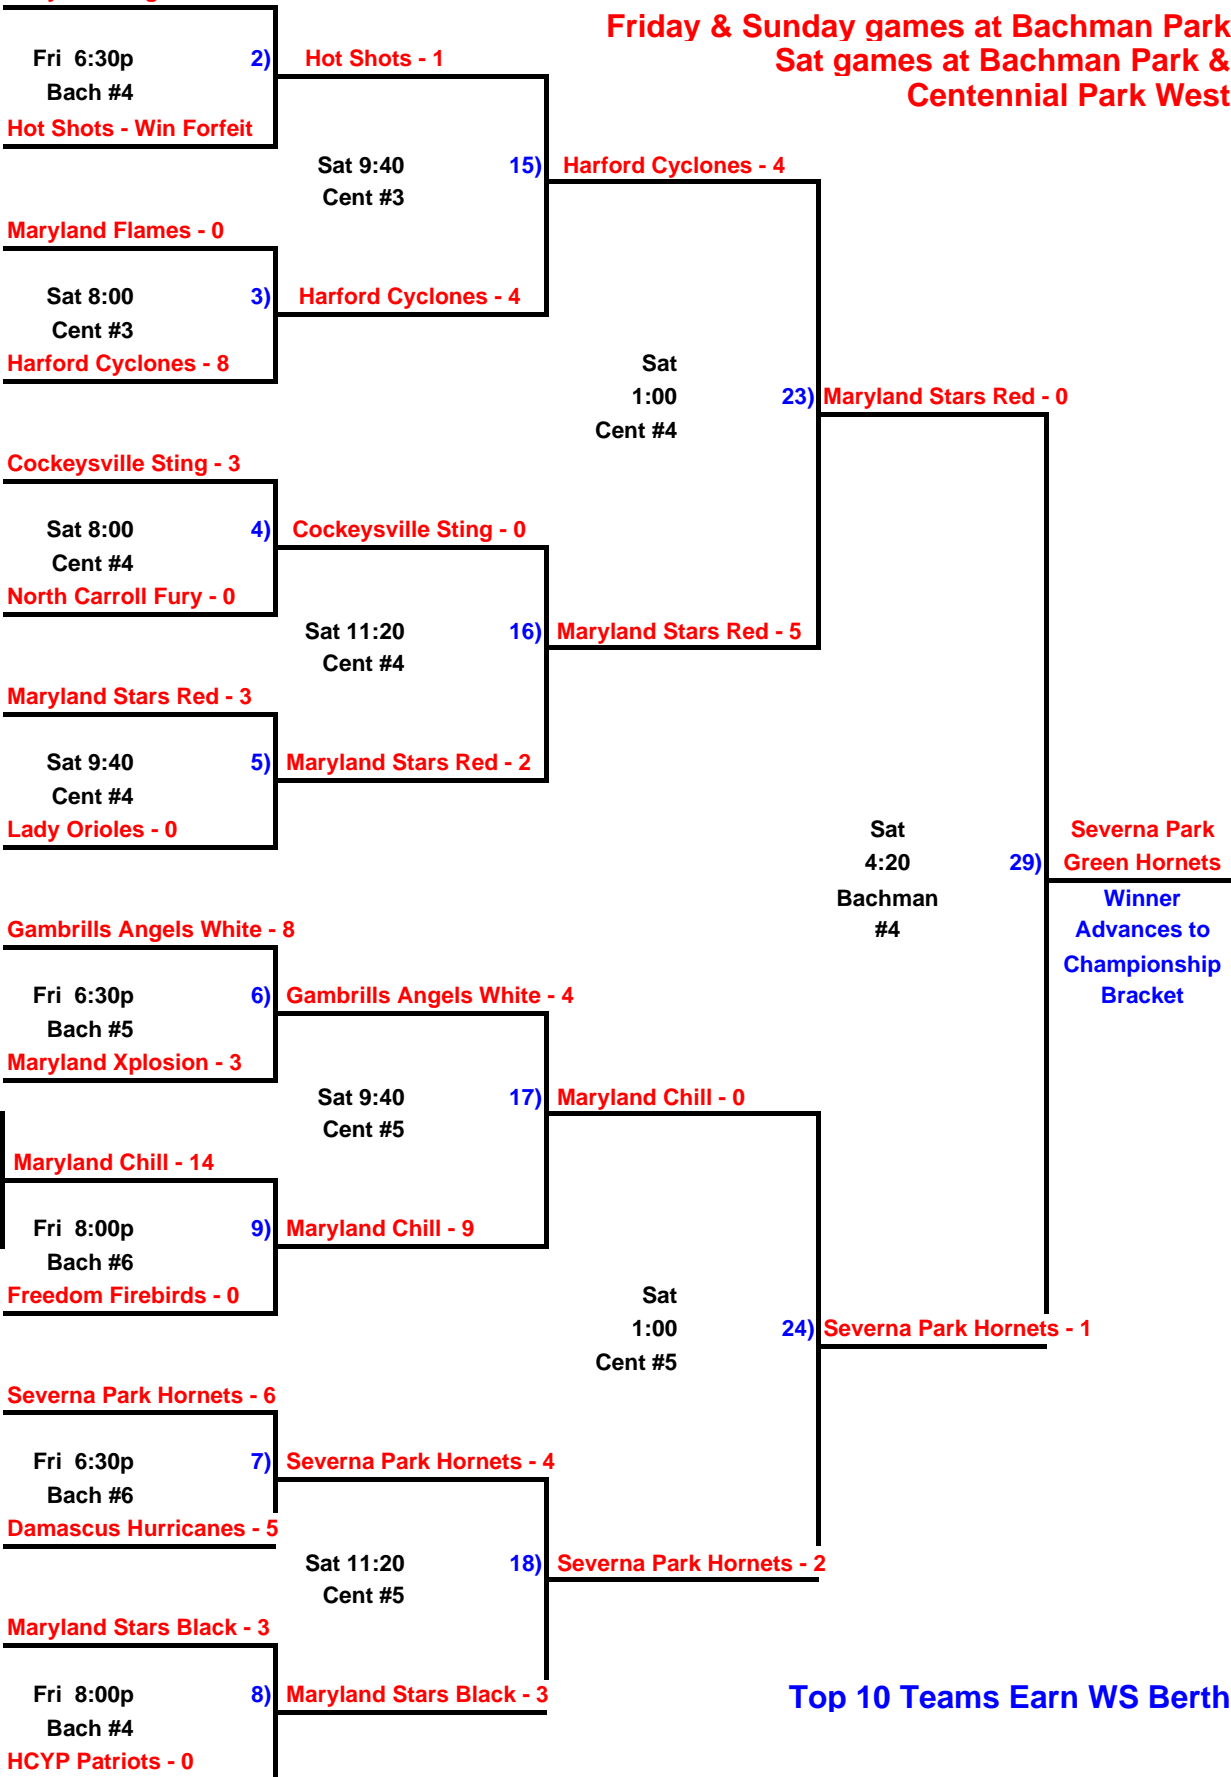 Friday & Sunday games at Bachman Park
Fri 6:30p 2) Hot Shots - 1
Sat games at Bachman Park &
Bach #4
Centennial Park West
Hot Shots - Win Forfeit
Sat 9:40 15) Harford Cyclones - 4
Cent #3
Maryland Flames - 0
Sat 8:00 3) Harford Cyclones - 4
Cent #3
Harford Cyclones - 8
Sat
1:00 23) Maryland Stars Red - 0
Cent #4
Cockeysville Sting - 3
Sat 8:00 4) Cockeysville Sting - 0
Cent #4
North Carroll Fury - 0
Sat 11:20 16) Maryland Stars Red - 5
Cent #4
Maryland Stars Red - 3
Sat 9:40 5) Maryland Stars Red - 2
Cent #4
Lady Orioles - 0
Sat Severna Park
4:20 29) Green Hornets
Bachman Winner
#4 Advances to
Championship
Bracket
Gambrills Angels White - 8
Fri 6:30p 6) Gambrills Angels White - 4
Bach #5
Maryland Xplosion - 3
Sat 9:40 17) Maryland Chill - 0
Cent #5
Maryland Chill - 14
Fri 8:00p 9) Maryland Chill - 9
Bach #6
Freedom Firebirds - 0
Sat
1:00 24) Severna Park Hornets - 1
Cent #5
Severna Park Hornets - 6
Fri 6:30p 7) Severna Park Hornets - 4
Bach #6
Damascus Hurricanes - 5
Sat 11:20 18) Severna Park Hornets - 2
Cent #5
Maryland Stars Black - 3
Fri 8:00p 8) Maryland Stars Black - 3
Top 10 Teams Earn WS Berth
Bach #4
HCYP Patriots - 0